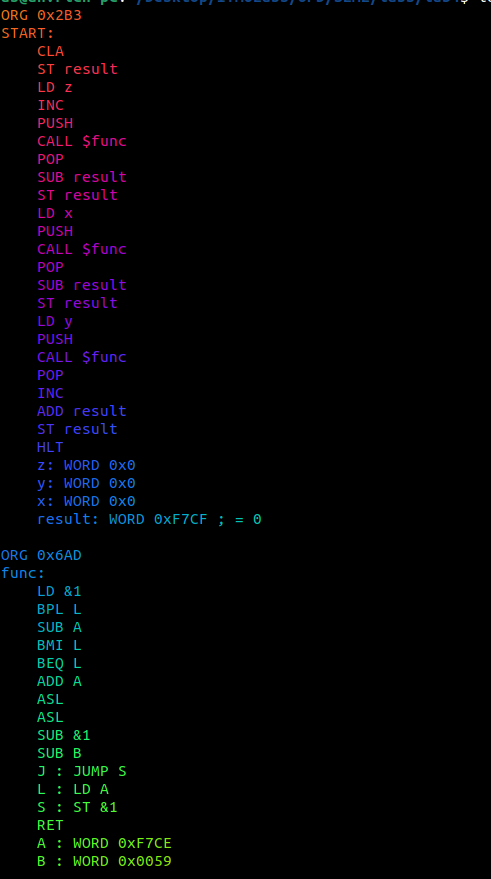 ORG 0x2B3
START:
    CLA
    ST result
    LD z
    INC
    PUSH
    CALL $func
    POP
    SUB result
    ST result
    LD x
    PUSH
    CALL $func
    POP
    SUB result
    ST result
    LD y
    PUSH
    CALL $func
    POP
    INC
    ADD result
    ST result
    HLT
    z: WORD 0x0
    y: WORD 0x0
    x: WORD 0x0
    result: WORD 0xF7CF ; = 0

ORG 0x6AD
func:
    LD &1
    BPL L
    SUB A
    BMI L
    BEQ L
    ADD A
    ASL
    ASL
    SUB &1
    SUB B
    J : JUMP S
    L : LD A
    S : ST &1
    RET
    A : WORD 0xF7CE
    B : WORD 0x0059